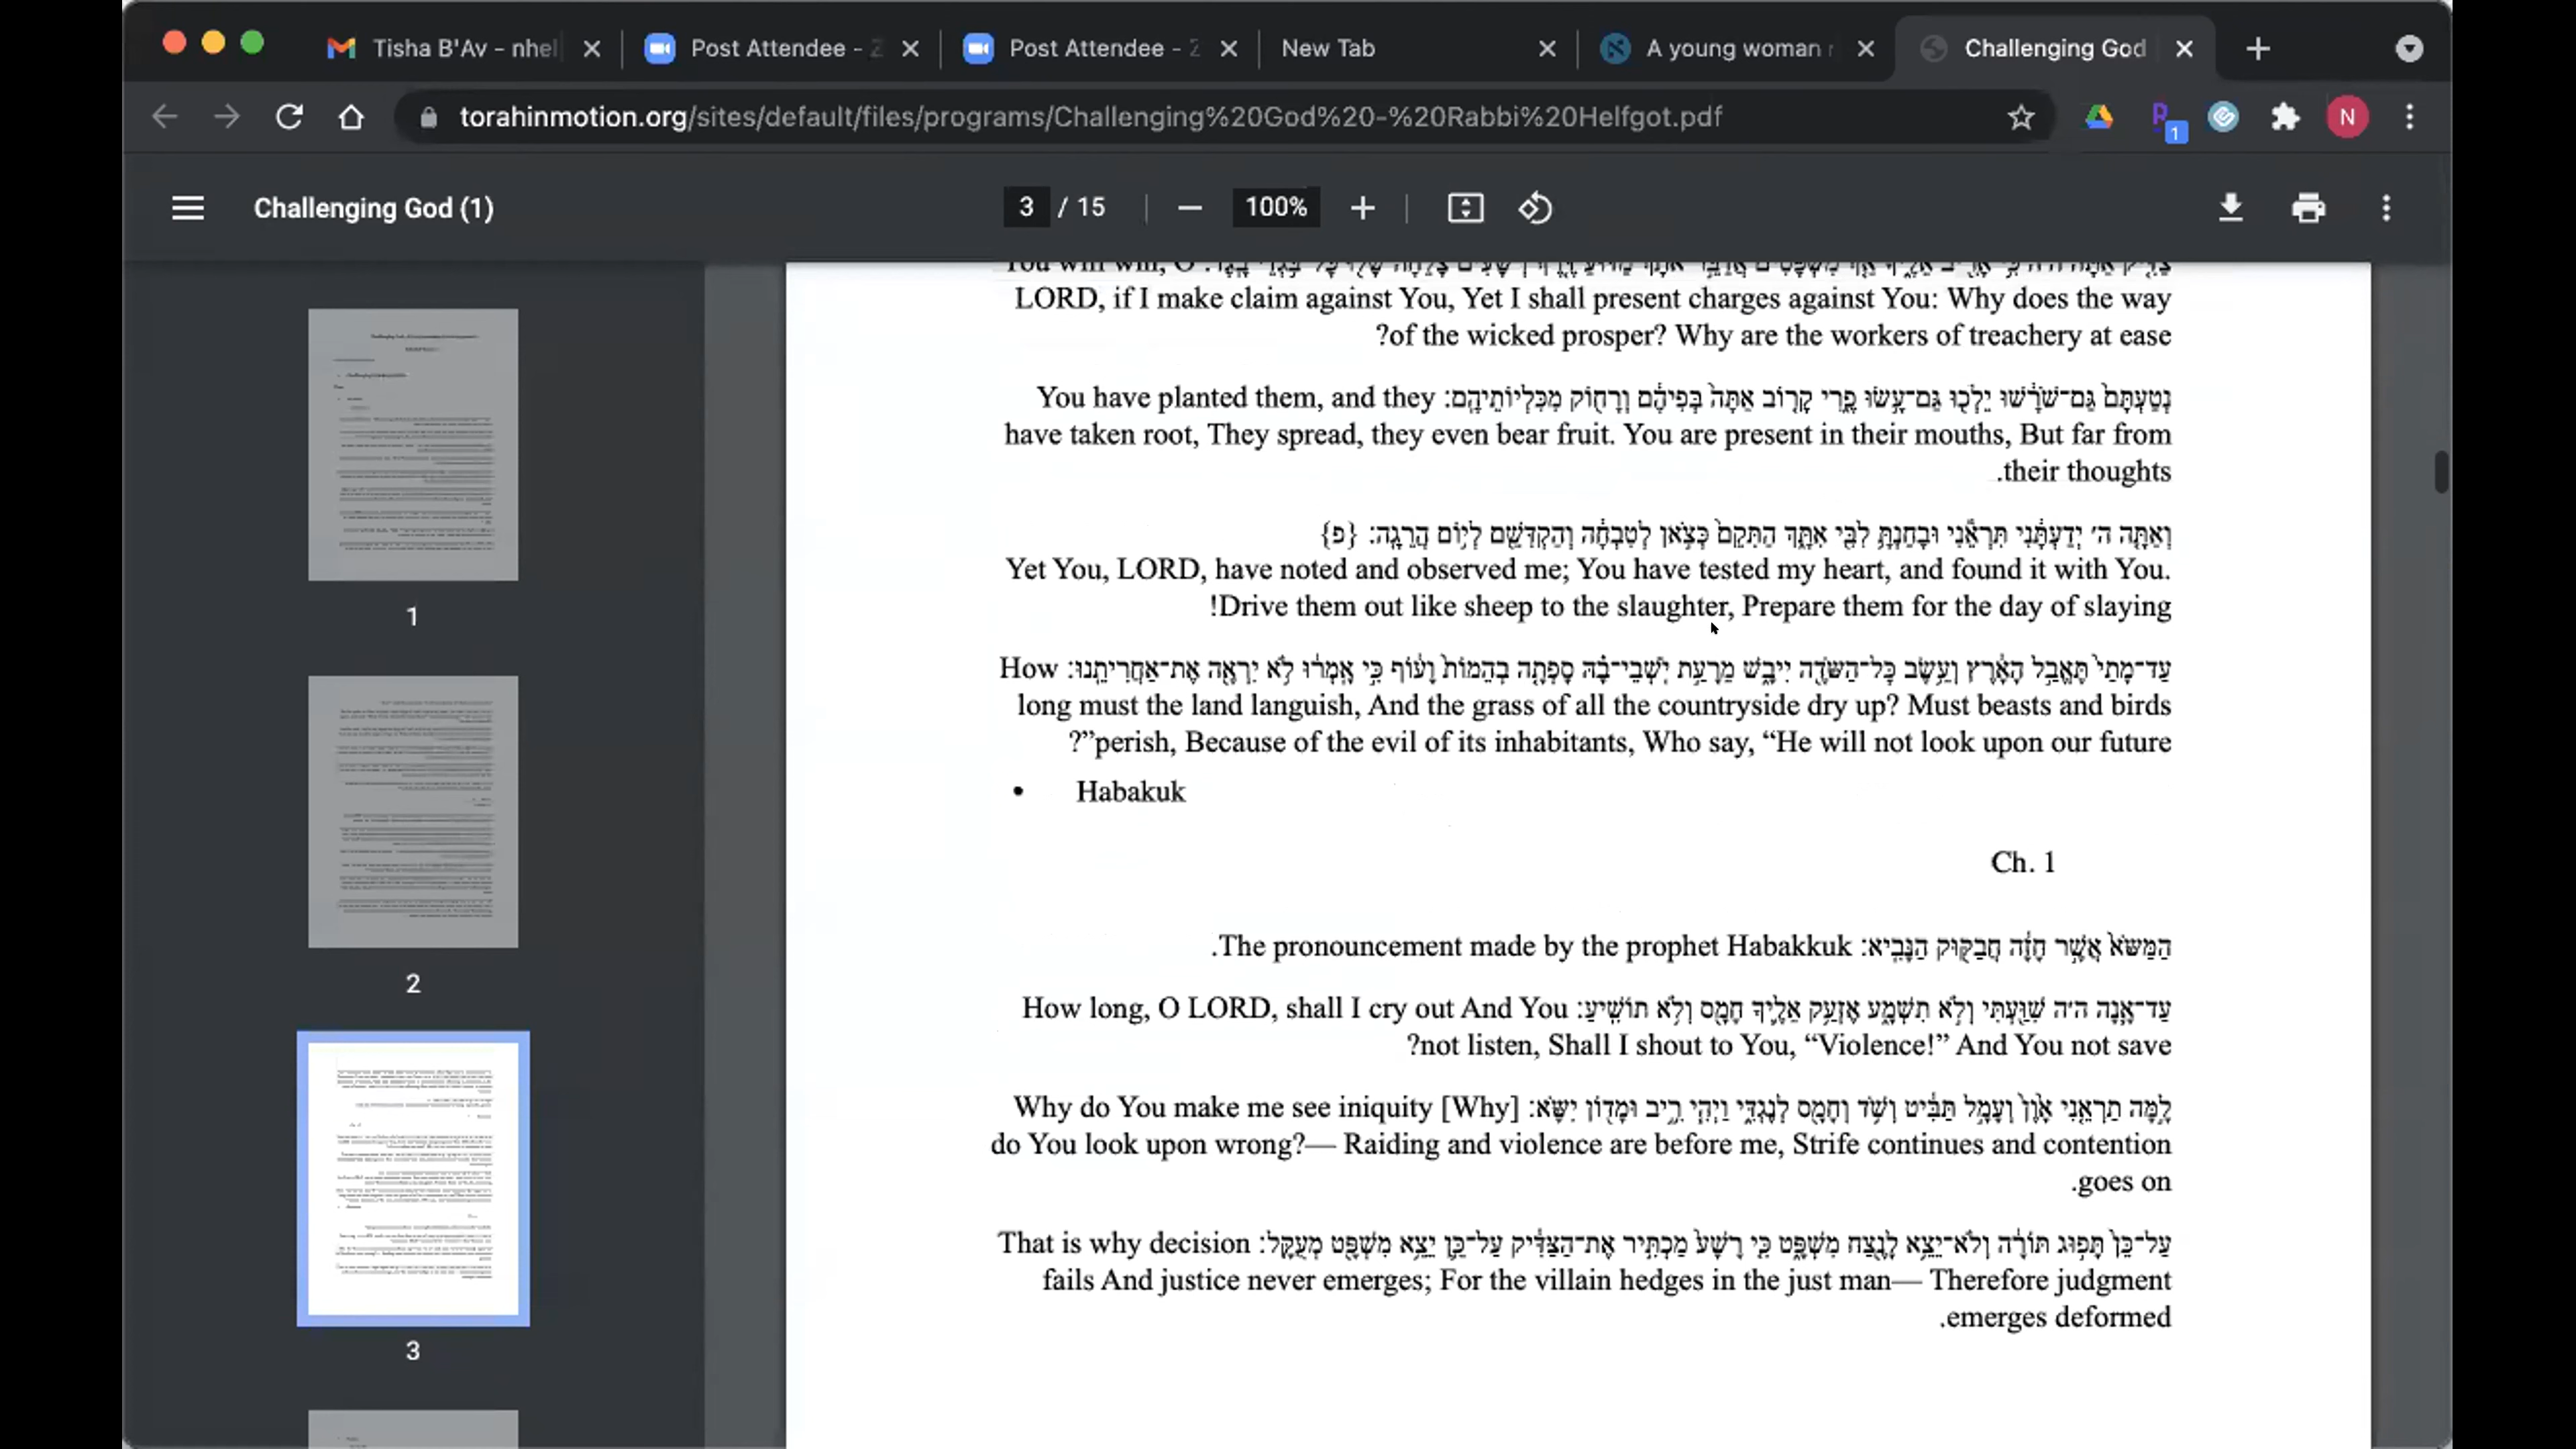 Tisha B'Av - nhel
Post Attendee - Z
Post Attendee - Z
New Tab
A young woman
Challenging God
torahinmotion.org/sites/default/files/programs/Challenging%20God%20-%20Rabbi%20Helfgot.pdf
1
N
Challenging God (1)
3 / 15
100%
LORD, if I make claim against You, Yet I shall present charges against You: Why does the way
?of the wicked prosper? Why are the workers of treachery at ease
נְטַעְתָּם֙ גַּם־שֹׁרָ֔שׁוּ יֵלְכ֖וּ גַּם־עָ֣שׂוּ פֶ֑רִי קָר֤וֹב אַתָּה֙ בְּפִיהֶ֔ם וְרָח֖וֹק מִכִּלְיוֹתֵיהֶֽם׃ You have planted them, and they
have taken root, They spread, they even bear fruit. You are present in their mouths, But far from
.their thoughts
וְאַתָּ֤ה ה׳ יְדַעְתָּ֔נִי תִּרְאֵ֕נִי וּבָחַנְתָּ֥ לִבִּ֖י אִתָּ֑ךְ הַתִּקֵם֙ כְּצֹ֣אן לְטִבְחָ֔ה וְהַקְדִּשֵׁ֖ם לְי֥וֹם הֲרֵגָֽה׃ {פ}
Yet You, LORD, have noted and observed me; You have tested my heart, and found it with You.
!Drive them out like sheep to the slaughter, Prepare them for the day of slaying
עַד־מָתַי֙ תֶּאֱבַ֣ל הָאָ֔רֶץ וְעֵ֥שֶׂב כׇּל־הַשָּׂדֶ֖ה יִיבָ֑שׁ מֵרָעַ֣ת יֹֽשְׁבֵי־בָ֗הּ סָפְתָ֤ה בְהֵמוֹת֙ וָע֔וֹף כִּ֣י אָמְר֔וּ לֹ֥א יִרְאֶ֖ה אֶת־אַחֲרִיתֵֽנוּ׃ How
long must the land languish, And the grass of all the countryside dry up? Must beasts and birds
?”perish, Because of the evil of its inhabitants, Who say, “He will not look upon our future
• Habakuk
Ch. 1
הַמַּשָּׂא֙ אֲשֶׁ֣ר חָזָ֔ה חֲבַקּ֖וּק הַנָּבִֽיא׃ The pronouncement made by the prophet Habakkuk.
עַד־אָ֧נָה ה׳ה שִׁוַּ֖עְתִּי וְלֹ֣א תִשְׁמָ֑ע אֶזְעַ֥ק אֵלֶ֛יךָ חָמָ֖ס וְלֹ֥א תוֹשִֽׁיעַ׃ How long, O LORD, shall I cry out And You
?not listen, Shall I shout to You, “Violence!” And You not save
לָ֣מָּה תַרְאֵ֤נִי אָ֙וֶן֙ וְעָמָ֣ל תַּבִּ֔יט וְשֹׁ֥ד וְחָמָ֖ס לְנֶגְדִּ֑י וַיְהִ֧י רִ֦יב וּמָד֖וֹן יִשָּֽׂא׃ Why do You make me see iniquity [Why]
do You look upon wrong?— Raiding and violence are before me, Strife continues and contention
.goes on
עַל־כֵּן֙ תָּפ֣וּג תּוֹרָ֔ה וְלֹא־יֵצֵ֥א לָנֶ֖צַח מִשְׁפָּ֑ט כִּ֤י רָשָׁע֙ מַכְתִּ֣יר אֶת־הַצַּדִּ֔יק עַל־כֵּ֛ן יֵצֵ֥א מִשְׁפָּ֖ט מְעֻקָּֽל׃ That is why decision
fails And justice never emerges; For the villain hedges in the just man— Therefore judgment
.emerges deformed
1
2
3